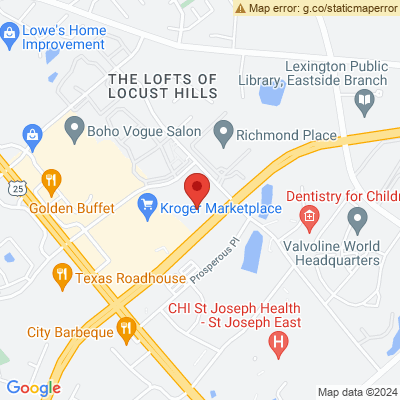 Map error: g.co/staticmaperror
Lowe's Home
Improvement
Lexington Public
Library, Eastside Branch
THE LOFTS OF
LOCUST HILLS
Boho Vogue Salon
Richmond Place
25
Golden Buffet
Kroger Marketplace
Dentistry for Childr
Valvoline World
Headquarters
Prosperous Pl
Texas Roadhouse
CHI St Joseph Health
- St Joseph East
City Barbeque
H
Google
Map data ©2024